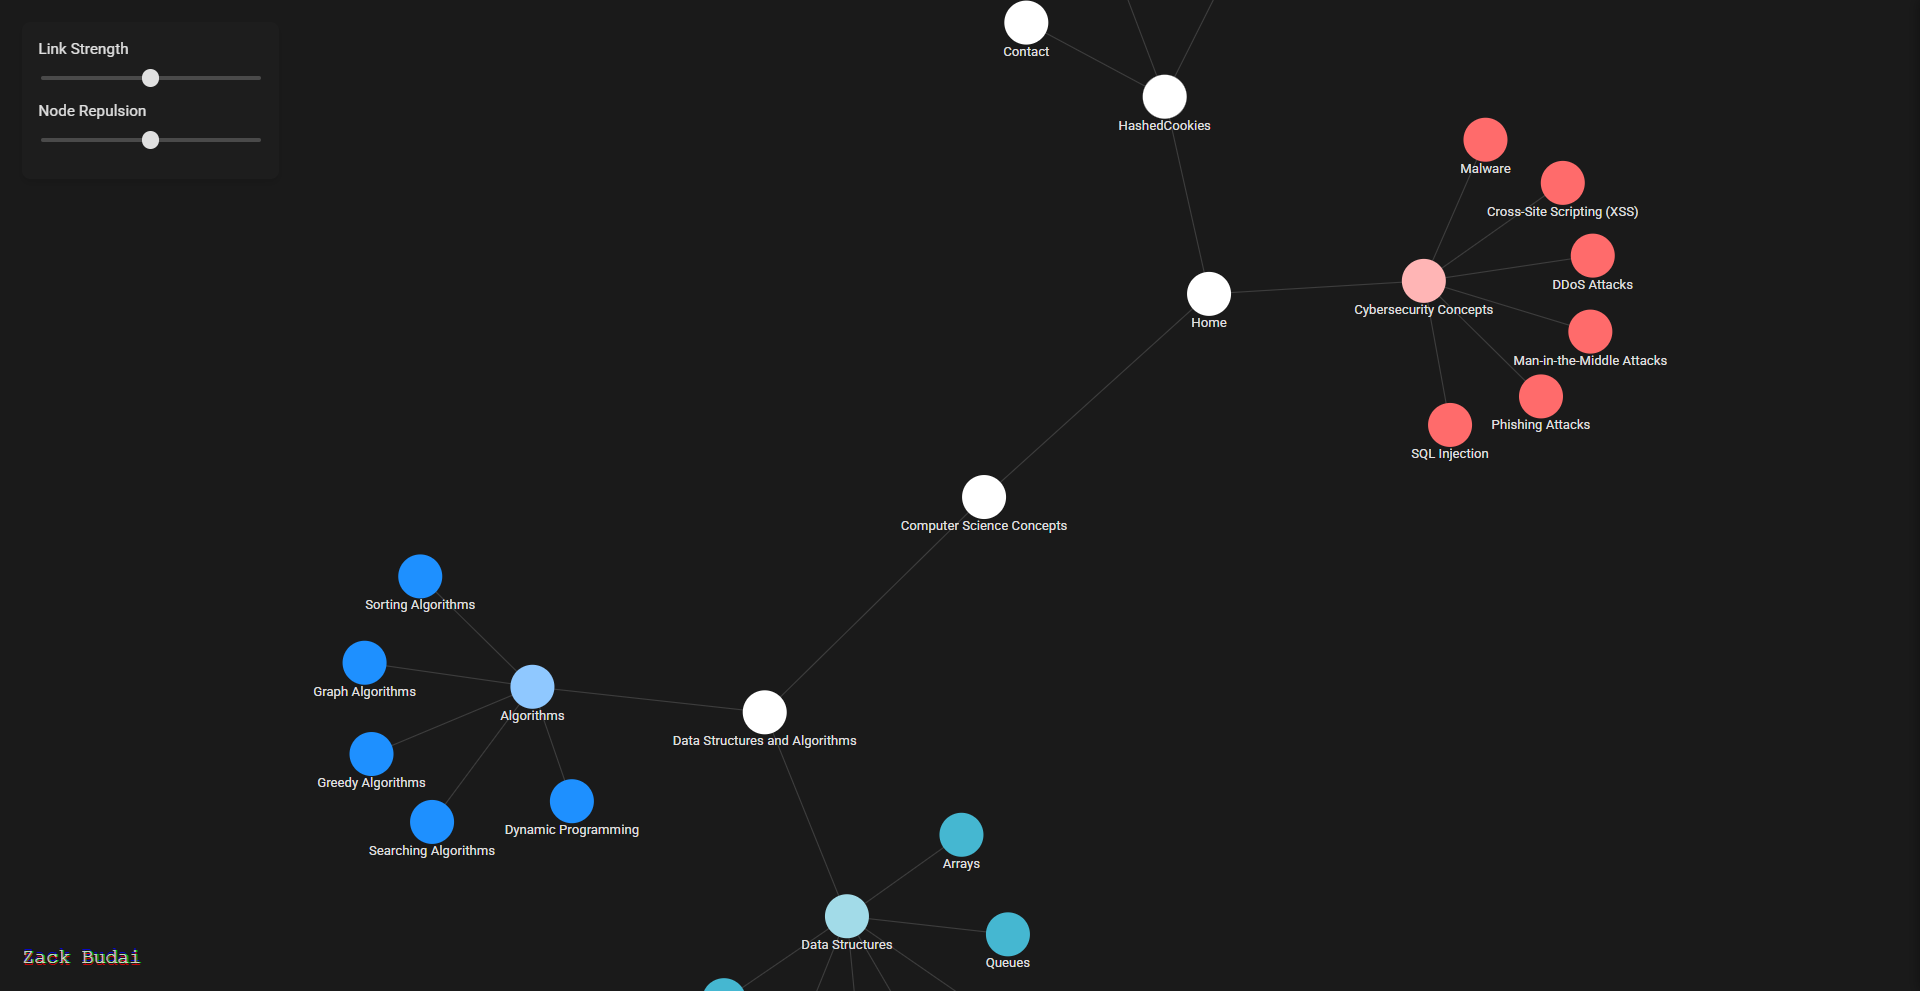 Link Strength
Node Repulsion
Contact
HashedCookies
Malware
Cross-Site Scripting (XSS)
DDoS Attacks
Cybersecurity Concepts
Home
Man-in-the-Middle Attacks
Phishing Attacks
SQL Injection
Computer Science Concepts
Sorting Algorithms
Graph Algorithms
Algorithms
Data Structures and Algorithms
Greedy Algorithms
Dynamic Programming
Searching Algorithms
Arrays
Data Structures
Queues
Zack Budai